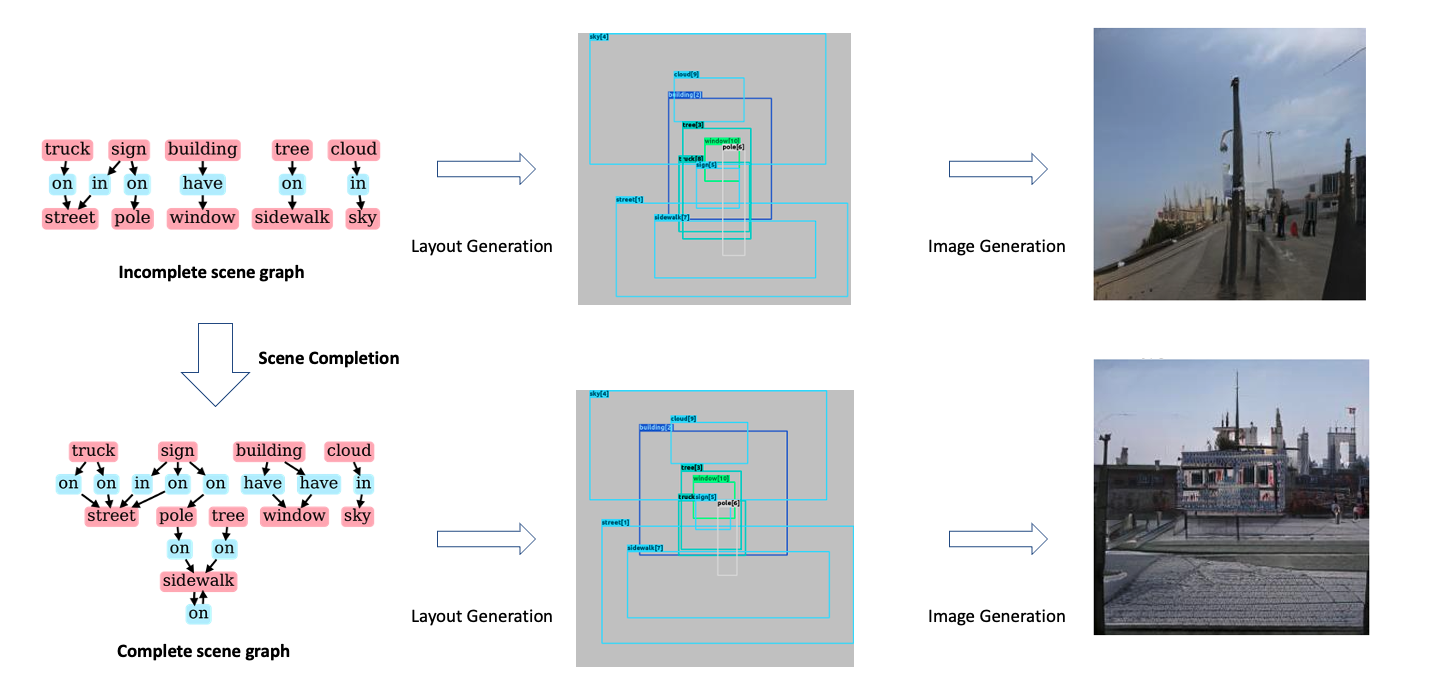 truck sign building tree cloud
on in on have on in
street pole window sidewalk sky
Incomplete scene graph
Layout Generation
sky[4]
cloud[9]
building[2]
tree[3]
window[10]
pole[6]
truck[8]
sign[5]
street[1]
sidewalk[7]
Image Generation
Scene Completion
truck sign building cloud
on on in on on have have in
street pole tree window sky
on on
sidewalk
on
Complete scene graph
Layout Generation
sky[4]
cloud[9]
tree[3]
window[10]
sign[5]
pole[6]
street[1]
sidewalk[7]
Image Generation